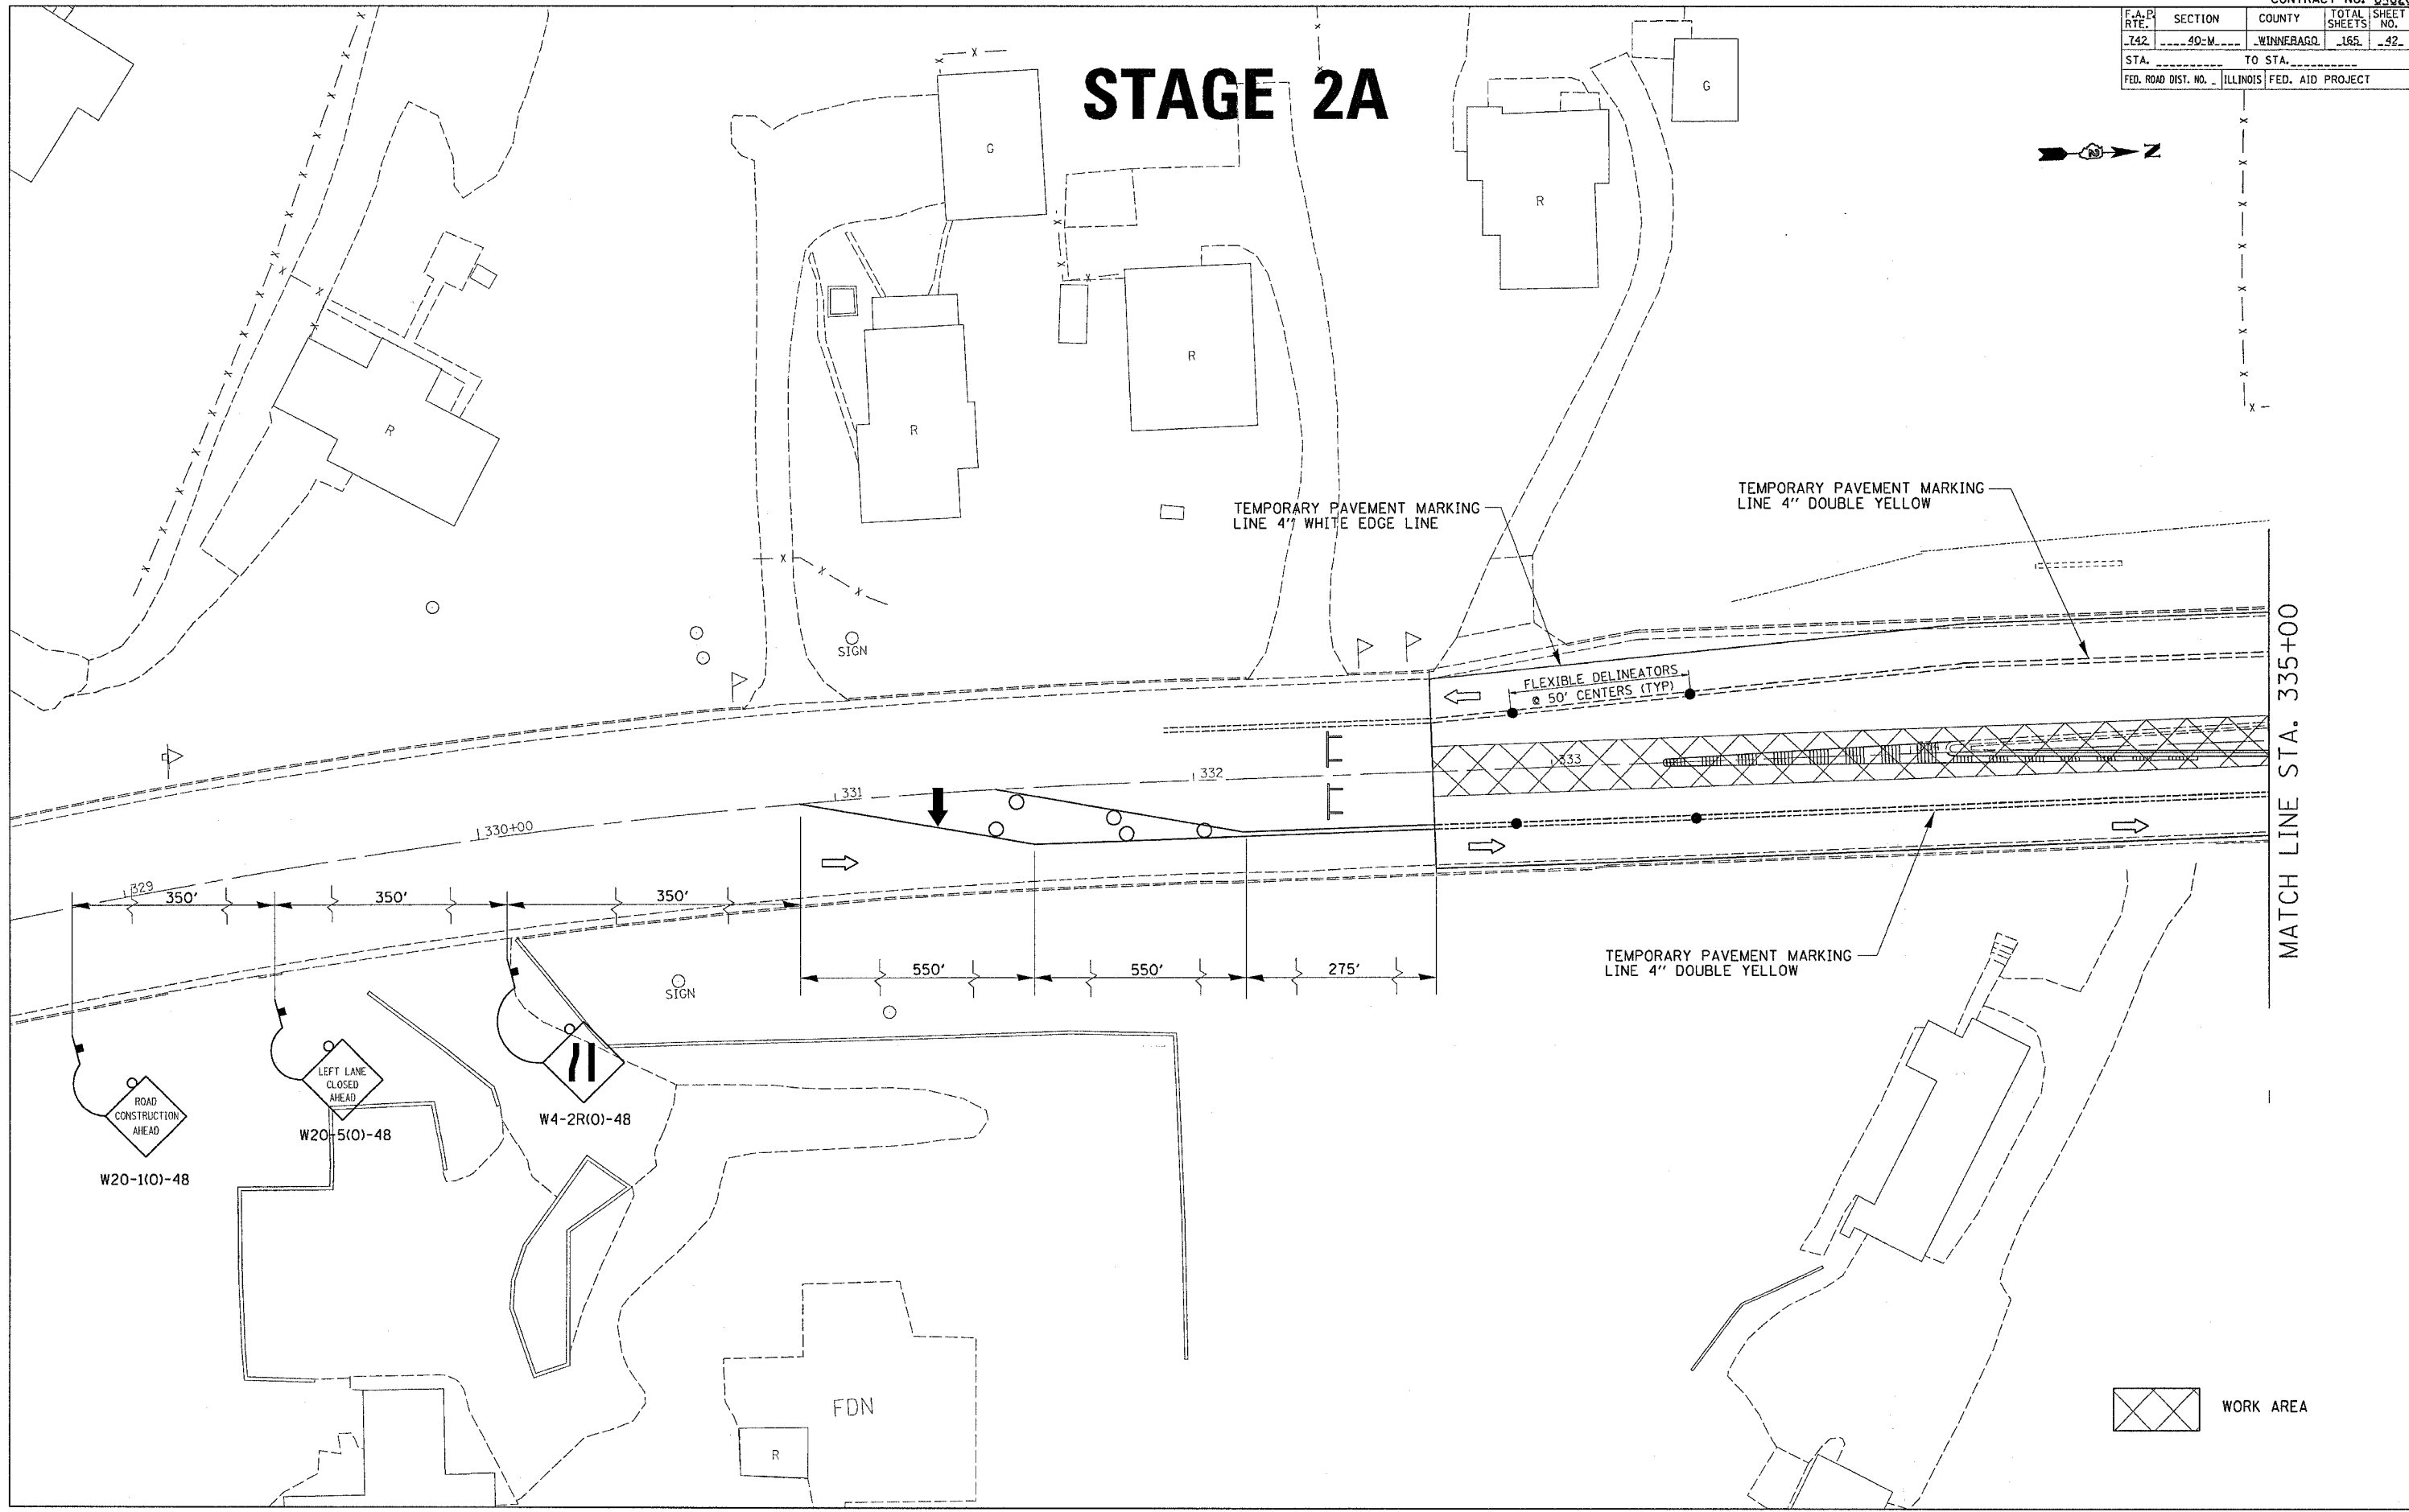 CONTRACT NO.
F.A.P. RTE. SECTION COUNTY TOTAL SHEETS SHEET NO.
742 40-M WINNEBAGO 165 42
STA. TO STA.
FED. ROAD DIST. NO. ILLINOIS FED. AID PROJECT
STAGE 2A
N
G
G
R
R
R
R
TEMPORARY PAVEMENT MARKING
LINE 4" WHITE EDGE LINE
TEMPORARY PAVEMENT MARKING
LINE 4" DOUBLE YELLOW
SIGN
FLEXIBLE DELINEATORS
@ 50' CENTERS (TYP)
MATCH LINE STA. 335+00
329
330+00
331
332
333
350'
350'
350'
550'
550'
275'
SIGN
TEMPORARY PAVEMENT MARKING
LINE 4" DOUBLE YELLOW
ROAD
CONSTRUCTION
AHEAD
W20-1(O)-48
LEFT LANE
CLOSED
AHEAD
W20-5(O)-48
W4-2R(O)-48
FDN
R
WORK AREA